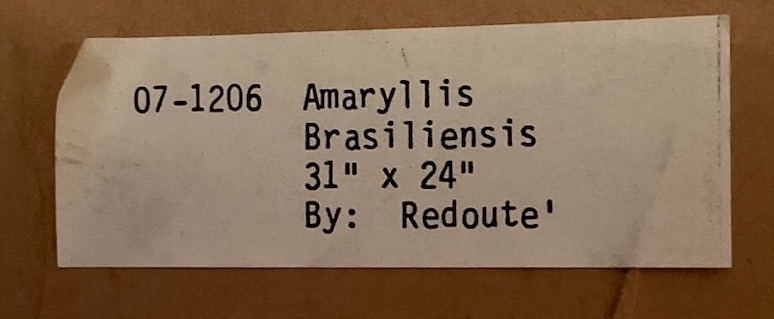 07-1206 Amaryllis
Brasiliensis
31" x 24"
By: Redoute'